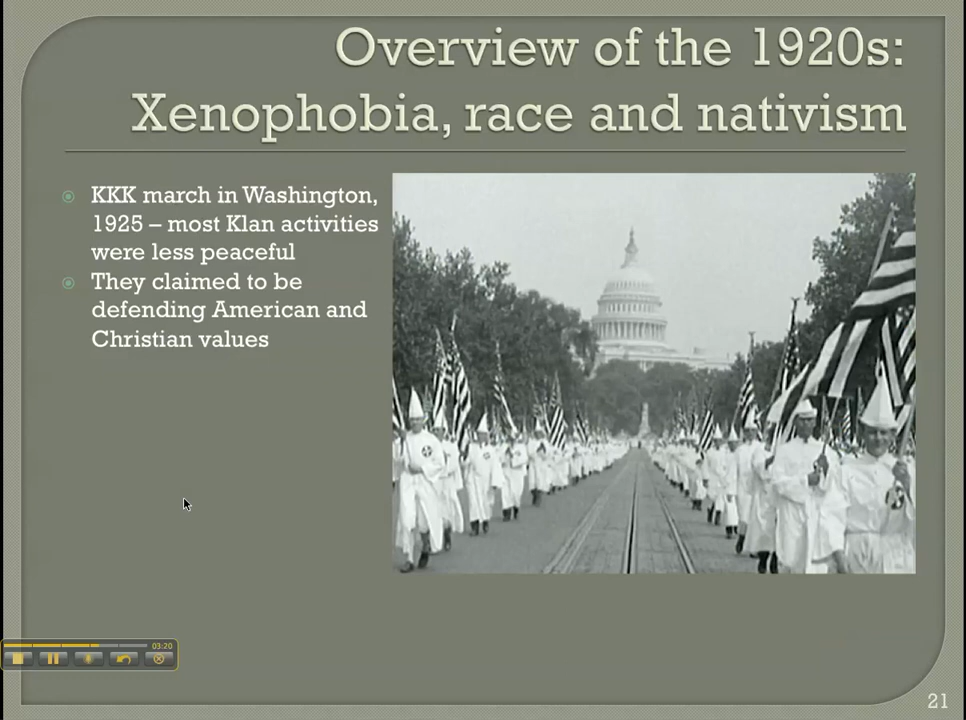 Overview of the 1920s:
Xenophobia, race and nativism
KKK march in Washington,
1925 – most Klan activities
were less peaceful
They claimed to be
defending American and
Christian values
03:20
21